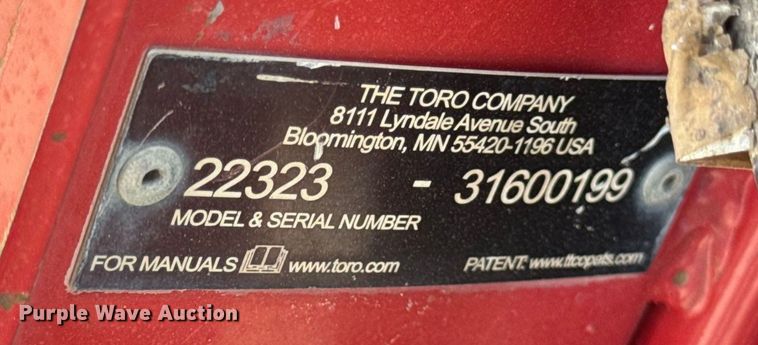 THE TORO COMPANY
8111 Lyndale Avenue South
Bloomington, MN 55420-1196 USA
22323 - 31600199
MODEL & SERIAL NUMBER
FOR MANUALS www.toro.com PATENT: www.ttcopats.com
Purple Wave Auction